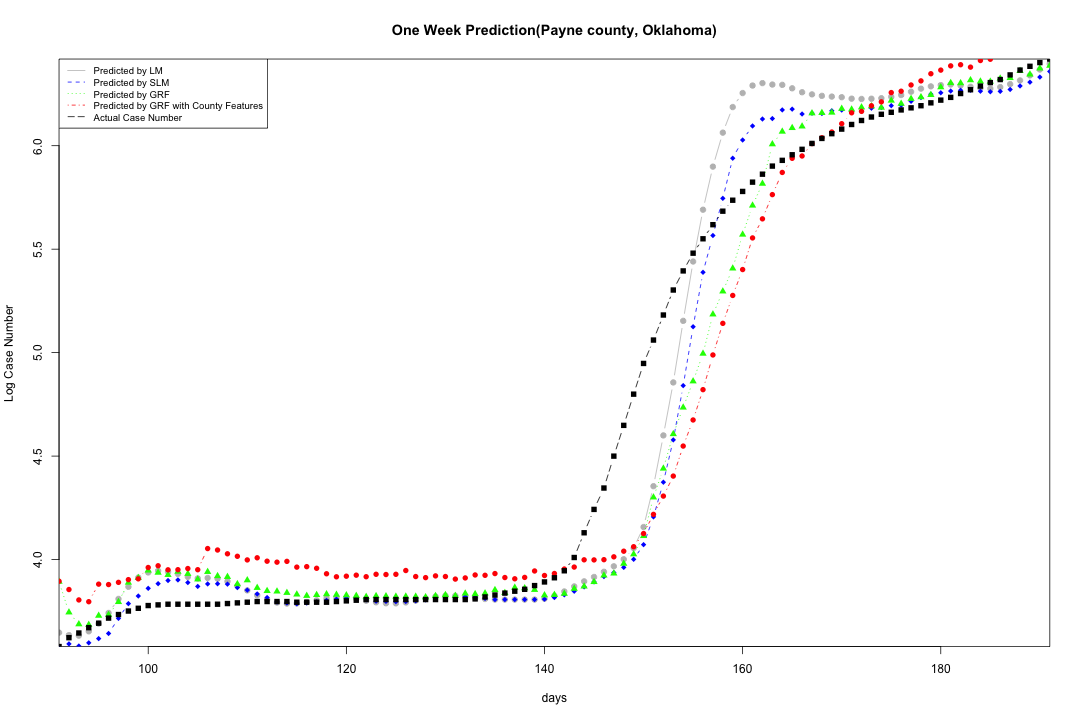 One Week Prediction(Payne county, Oklahoma)
Predicted by LM
Predicted by SLM
Predicted by GRF
Predicted by GRF with County Features
Actual Case Number
6.0
5.5
5.0
4.5
4.0
Log Case Number
100 120 140 160 180
days